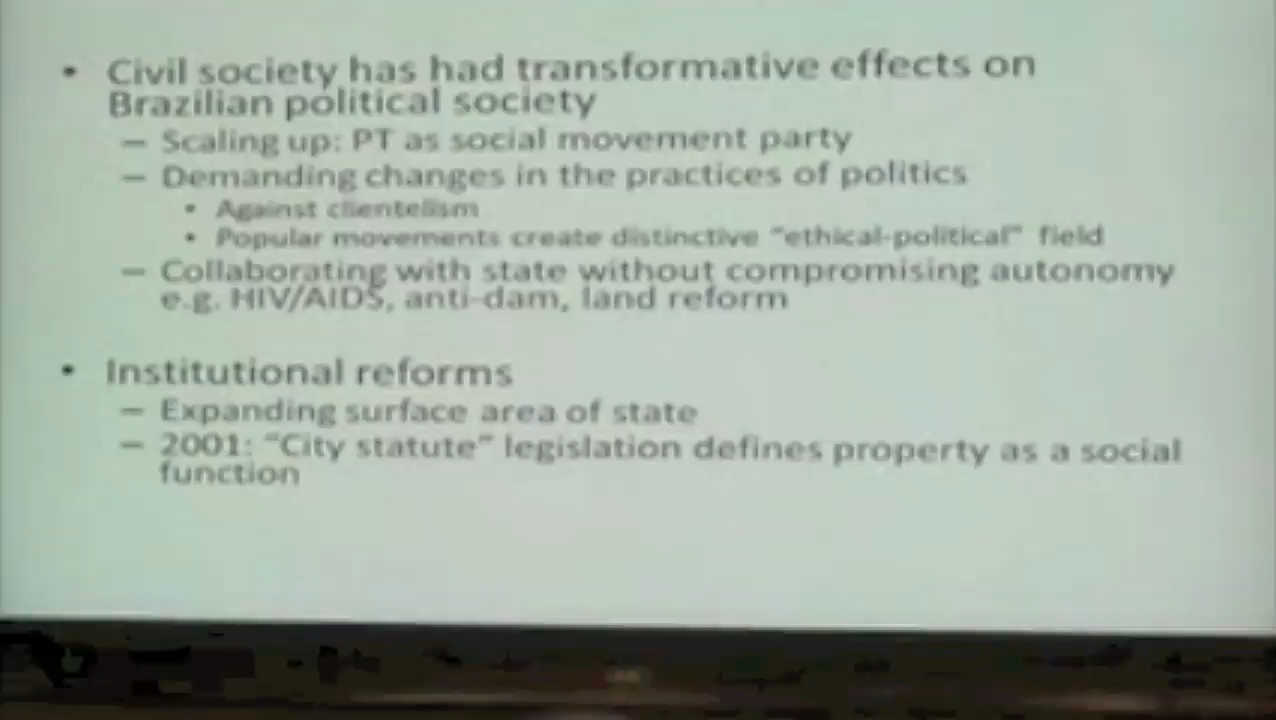 • Civil society has had transformative effects on
Brazilian political society
– Scaling up: PT as social movement party
– Demanding changes in the practices of politics
• Against clientelism
• Popular movements create distinctive "ethical-political" field
– Collaborating with state without compromising autonomy
e.g. HIV/AIDS, anti-dam, land reform
• Institutional reforms
– Expanding surface area of state
– 2001: "City statute" legislation defines property as a social
function